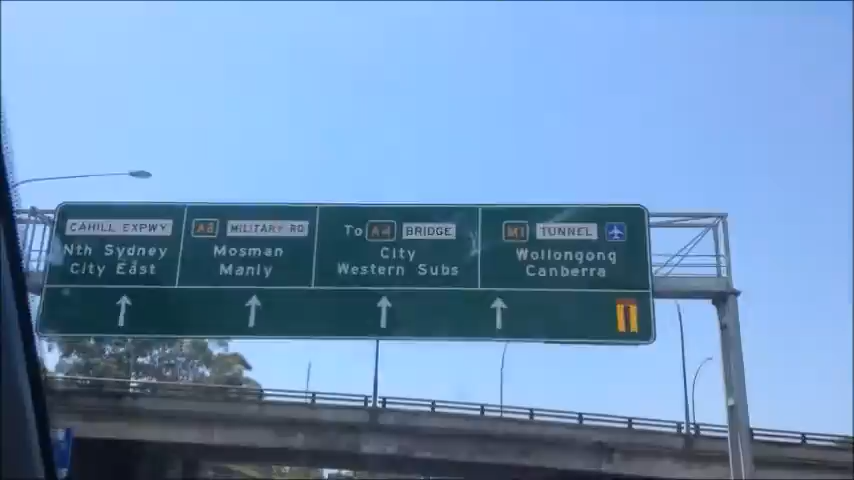 CAHILL EXPWY
Nth Sydney
City East
A8 MILITARY RD
Mosman
Manly
To A4 BRIDGE
City
Western Subs
M1 TUNNEL
Wollongong
Canberra